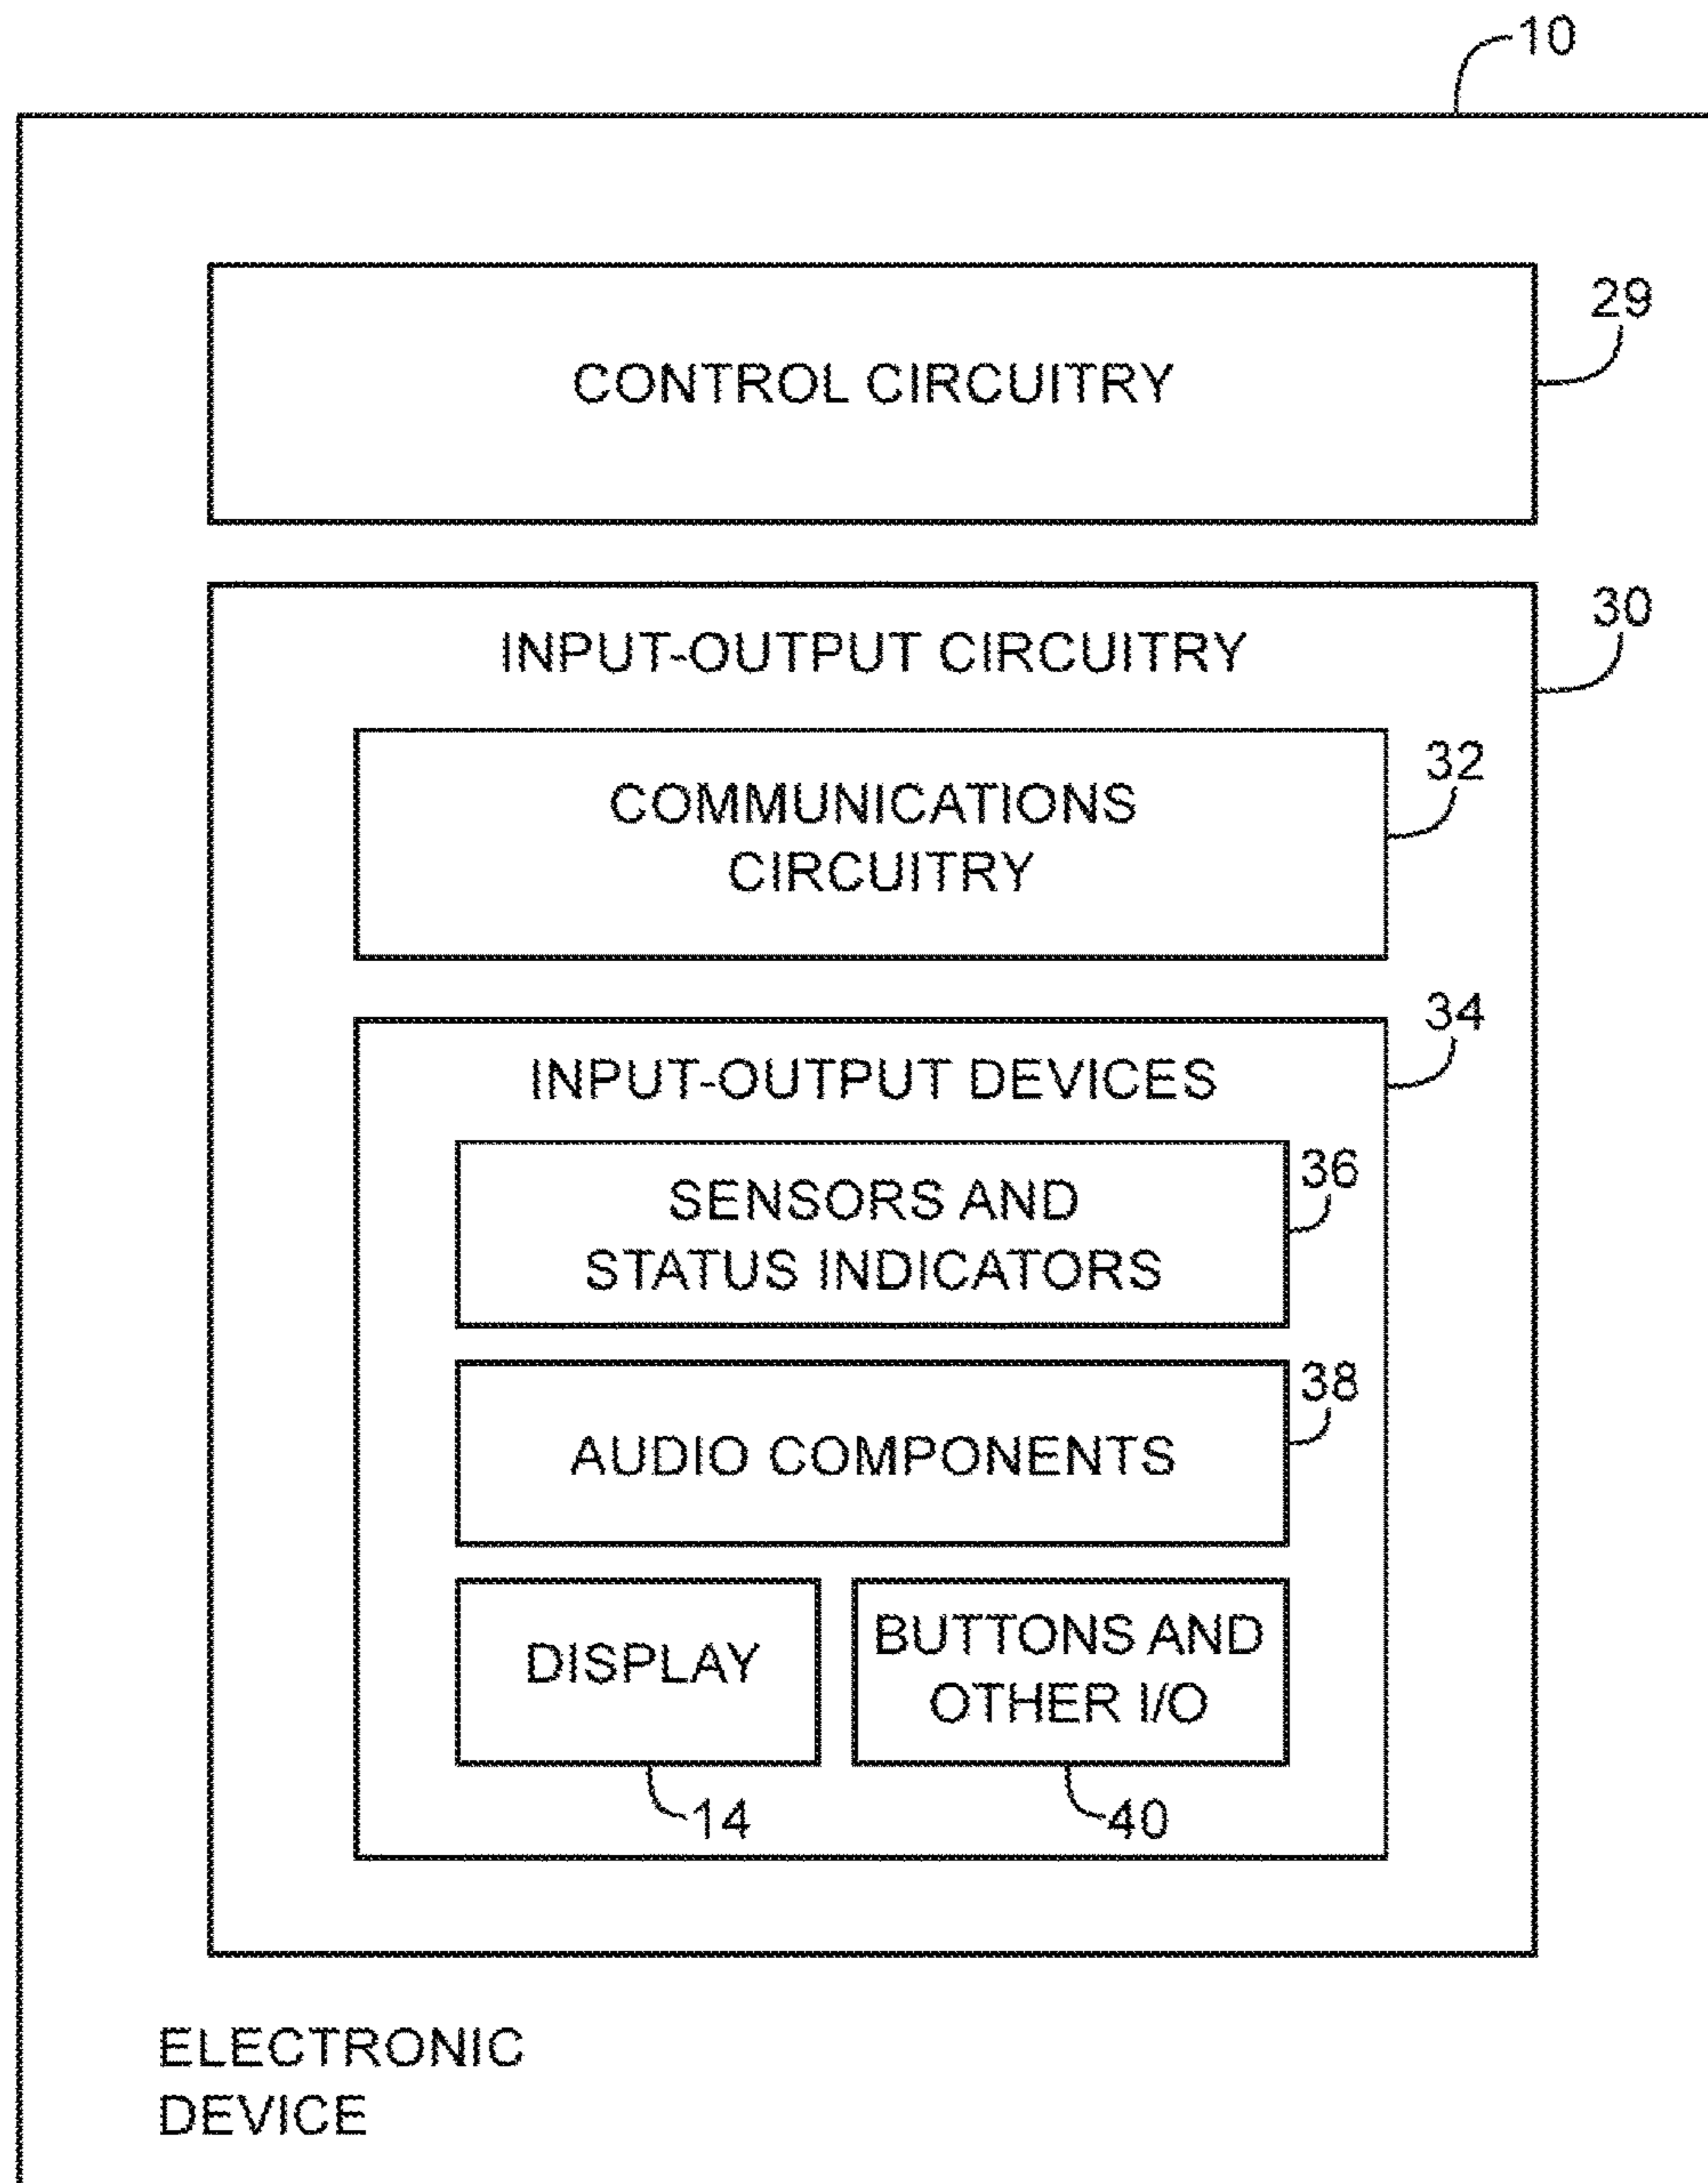 10
CONTROL CIRCUITRY
29
INPUT-OUTPUT CIRCUITRY
30
COMMUNICATIONS
CIRCUITRY
32
INPUT-OUTPUT DEVICES
34
SENSORS AND
STATUS INDICATORS
36
AUDIO COMPONENTS
38
DISPLAY
14
BUTTONS AND
OTHER I/O
40
ELECTRONIC
DEVICE